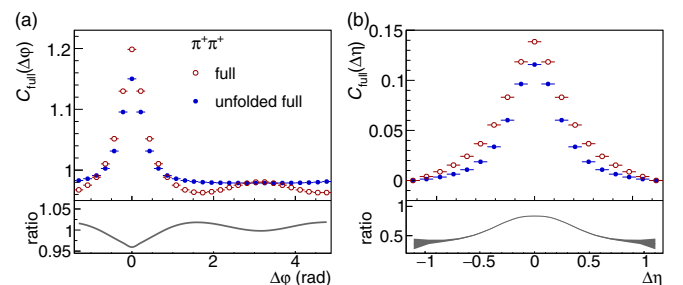 (a)
C_full(Δφ)
1.2
1.1
1
π⁺π⁺
full
unfolded full
ratio
1.05
1
0.95
0
2
4
Δφ (rad)
(b)
C_full(Δη)
0.15
0.1
0.05
0
ratio
1
0.5
−1
−0.5
0
0.5
1
Δη